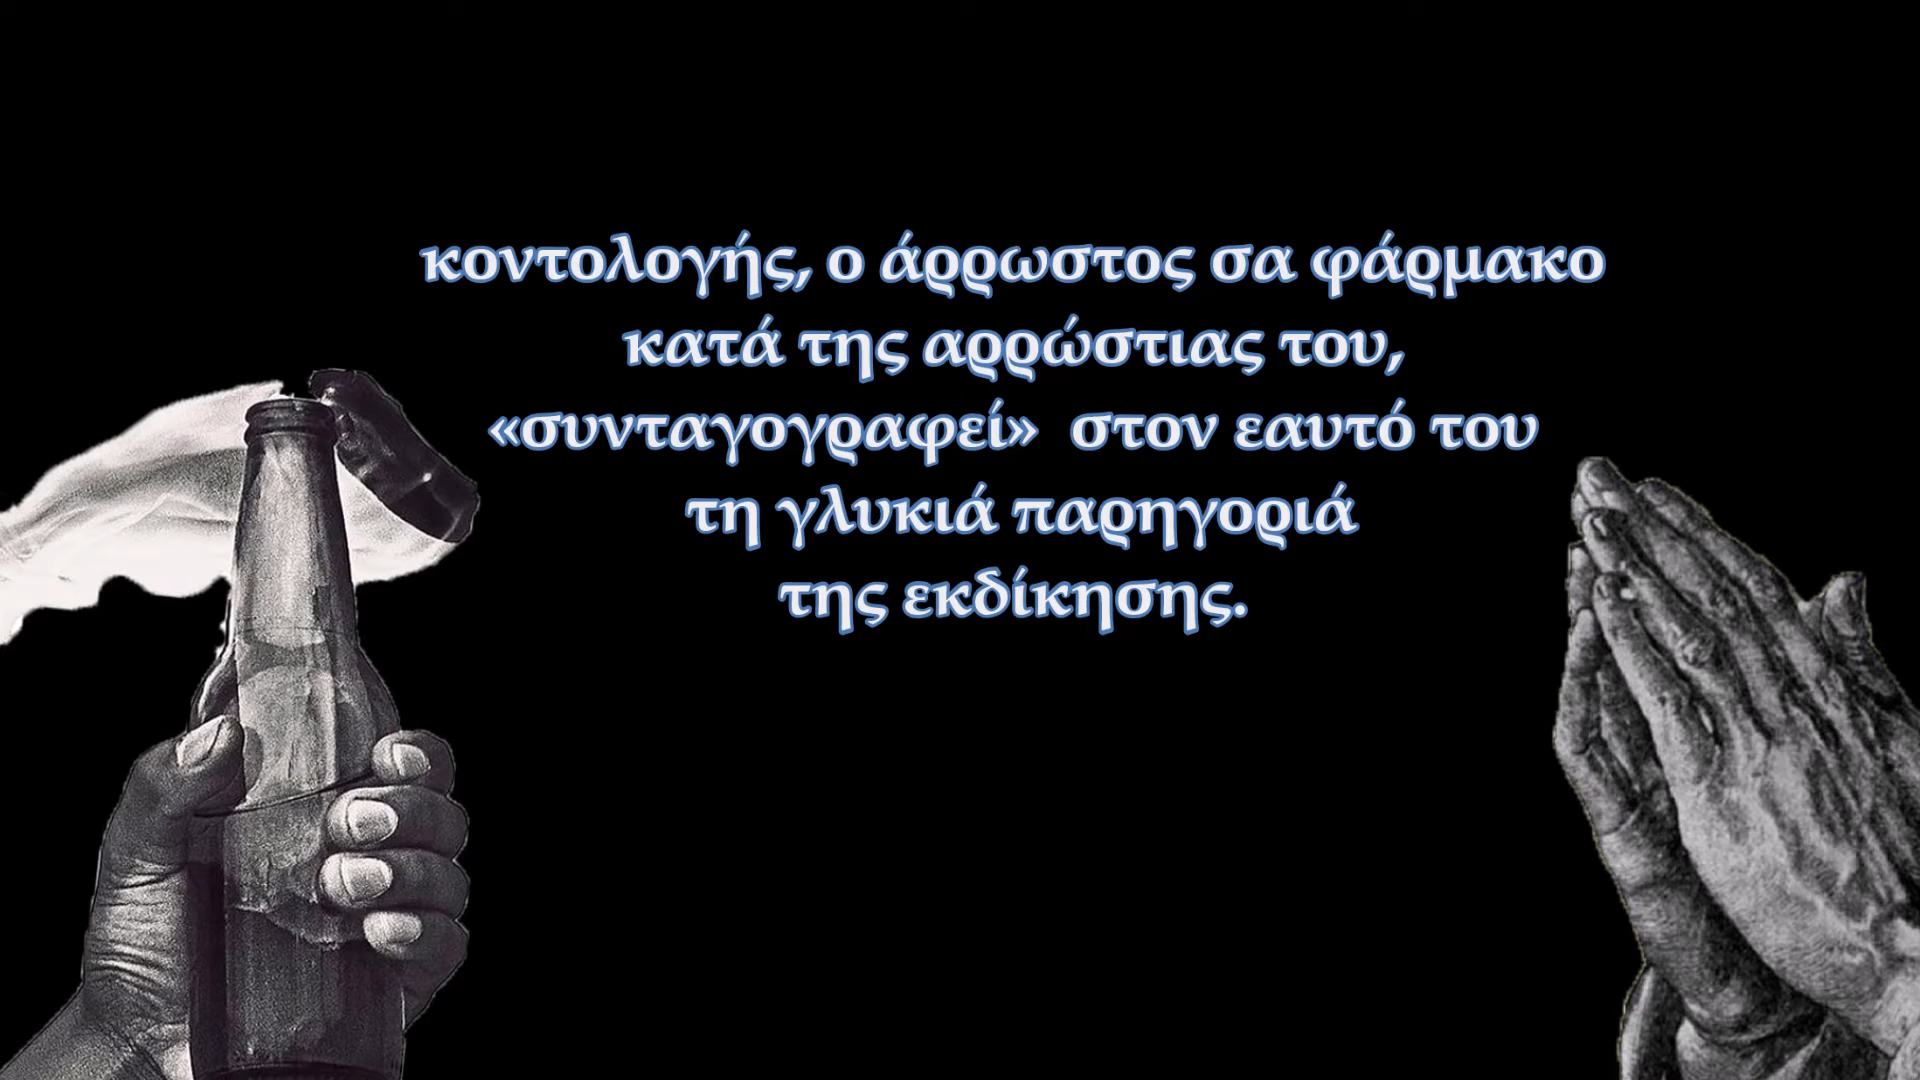 κοντολογής, ο άρρωστος σα φάρμακο
κατά της αρρώστιας του,
«συνταγογραφεί»  στον εαυτό του
τη γλυκιά παρηγοριά
της εκδίκησης.